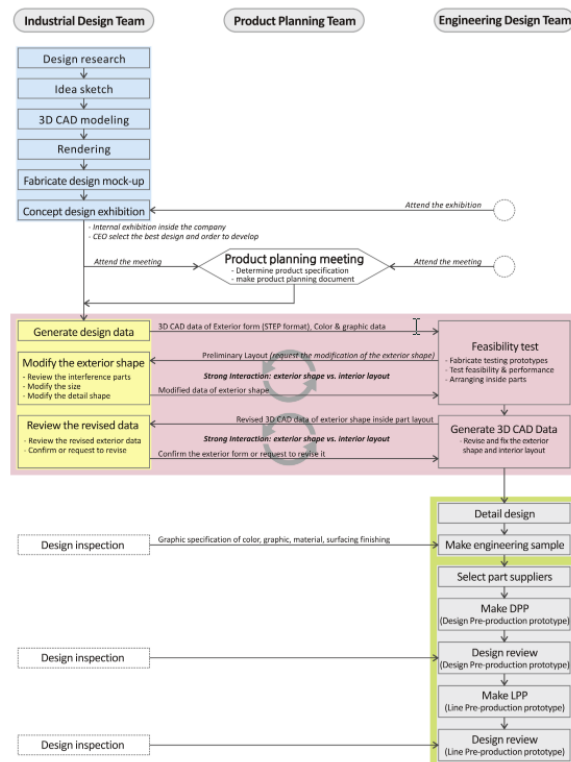 Industrial Design Team
Product Planning Team
Engineering Design Team
Design research
Idea sketch
3D CAD modeling
Rendering
Fabricate design mock-up
Concept design exhibition
Attend the exhibition
- Internal exhibition inside the company
- CEO select the best design and order to develop
Attend the meeting
Product planning meeting
- Determine product specification
- make product planning document
Attend the meeting
Generate design data
3D CAD data of Exterior form (STEP format), Color & graphic data
Feasibility test
- Fabricate testing prototypes
- Test feasibility & performance
- Arranging inside parts
Modify the exterior shape
- Review the interference parts
- Modify the size
- Modify the detail shape
Preliminary Layout (request the modification of the exterior shape)
Strong Interaction: exterior shape vs. interior layout
Modified data of exterior shape
Review the revised data
- Review the revised exterior data
- Confirm or request to revise
Revised 3D CAD data of exterior shape inside part layout
Strong Interaction: exterior shape vs. interior layout
Confirm the exterior form or request to revise it
Generate 3D CAD Data
- Revise and fix the exterior
shape and interior layout
Detail design
Design inspection
Graphic specification of color, graphic, material, surfacing finishing
Make engineering sample
Select part suppliers
Make DPP
(Design Pre-production prototype)
Design inspection
Design review
(Design Pre-production prototype)
Make LPP
(Line Pre-production prototype)
Design inspection
Design review
(Line Pre-production prototype)